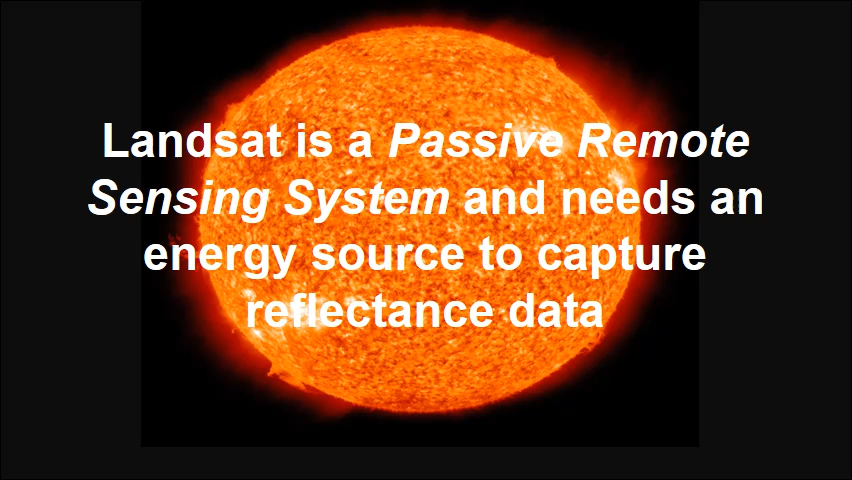 Landsat is a Passive Remote
Sensing System and needs an
energy source to capture
reflectance data